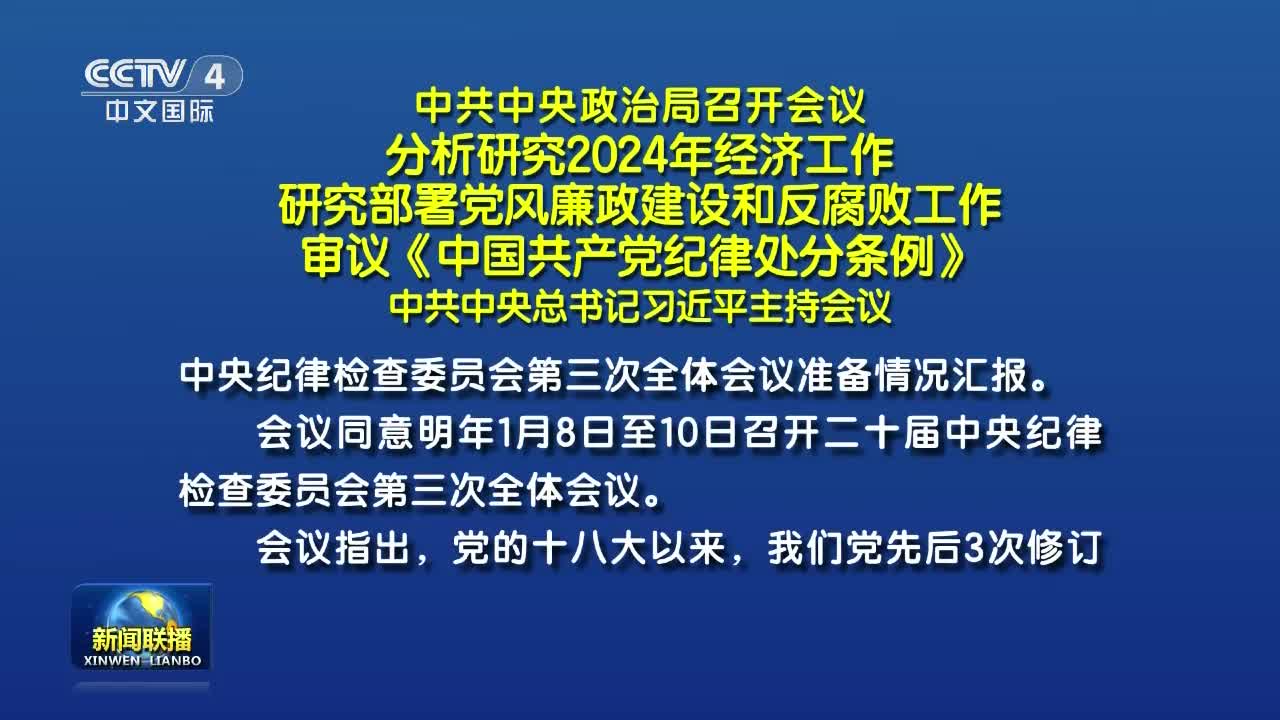 CCTV 4
中文国际
中共中央政治局召开会议
分析研究2024年经济工作
研究部署党风廉政建设和反腐败工作
审议《中国共产党纪律处分条例》
中共中央总书记习近平主持会议
中央纪律检查委员会第三次全体会议准备情况汇报。
会议同意明年1月8日至10日召开二十届中央纪律
检查委员会第三次全体会议。
会议指出，党的十八大以来，我们党先后3次修订
新闻联播
XINWEN LIANBO